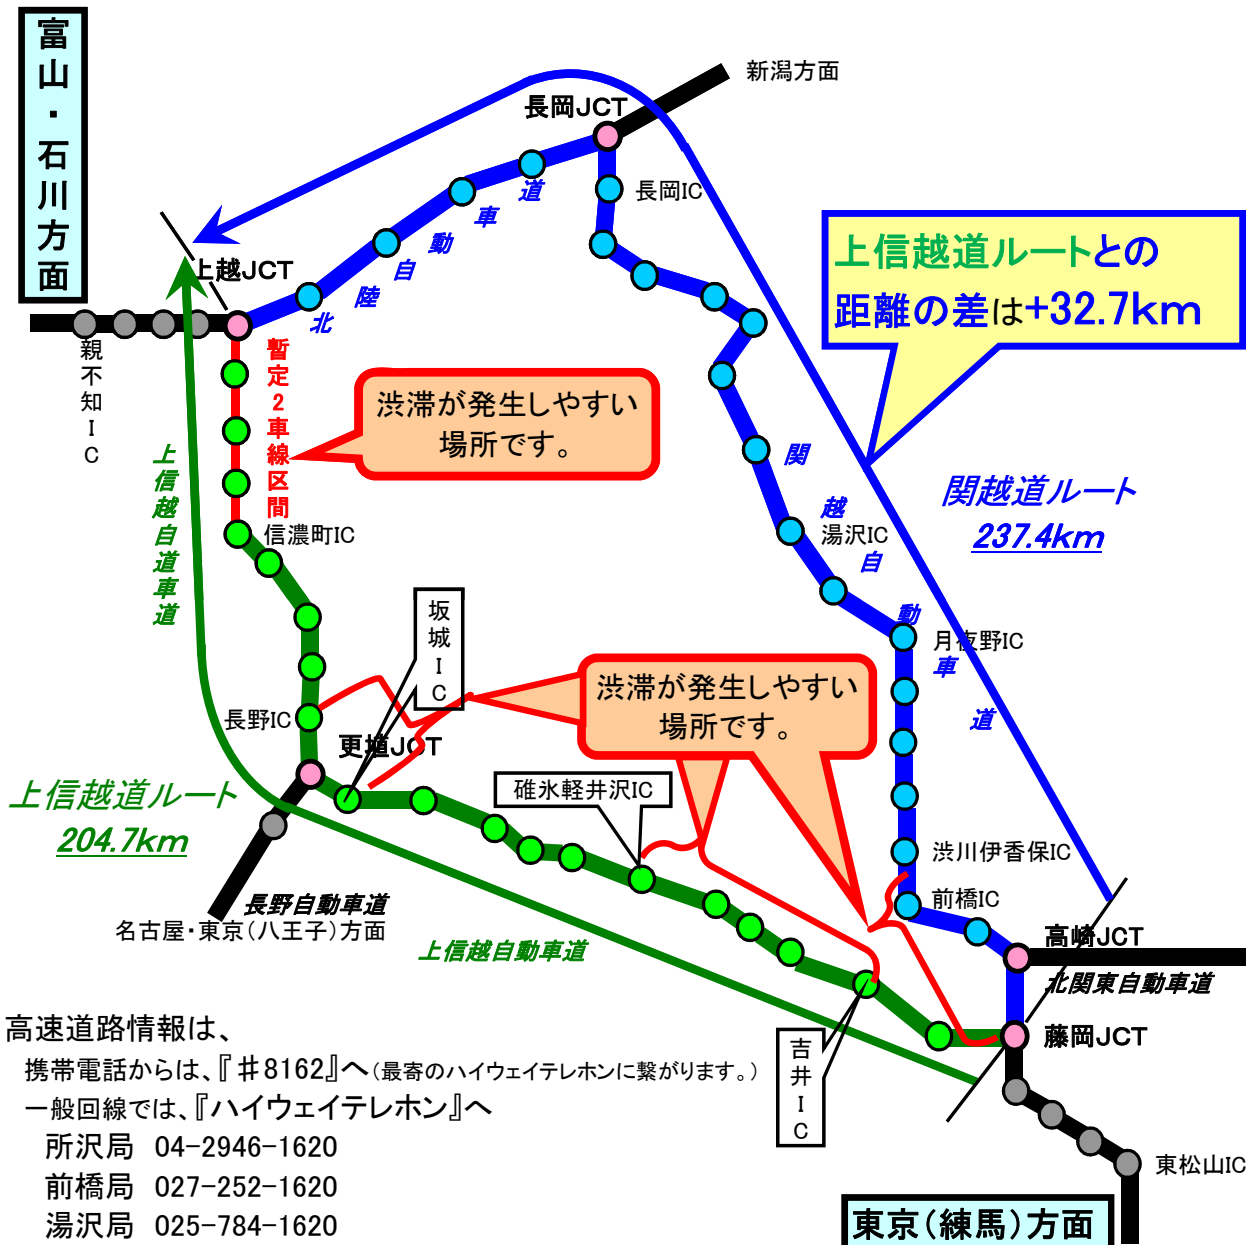 富山・石川方面
新潟方面
長岡JCT
長岡IC
北陸自動車道
上信越道ルートとの
距離の差は+32.7km
上越JCT
親不知IC
暫定2車線区間
渋滞が発生しやすい
場所です。
関越自動車道
関越道ルート
237.4km
上信越自道車道
信濃町IC
湯沢IC
坂城IC
月夜野IC
渋滞が発生しやすい
場所です。
長野IC
更埴JCT
碓氷軽井沢IC
上信越道ルート
204.7km
渋川伊香保IC
前橋IC
長野自動車道
名古屋・東京(八王子)方面
上信越自動車道
高崎JCT
北関東自動車道
藤岡JCT
吉井IC
東松山IC
東京(練馬)方面
高速道路情報は、
携帯電話からは、『♯8162』へ(最寄のハイウェイテレホンに繋がります。)
一般回線では、『ハイウェイテレホン』へ
所沢局 04-2946-1620
前橋局 027-252-1620
湯沢局 025-784-1620